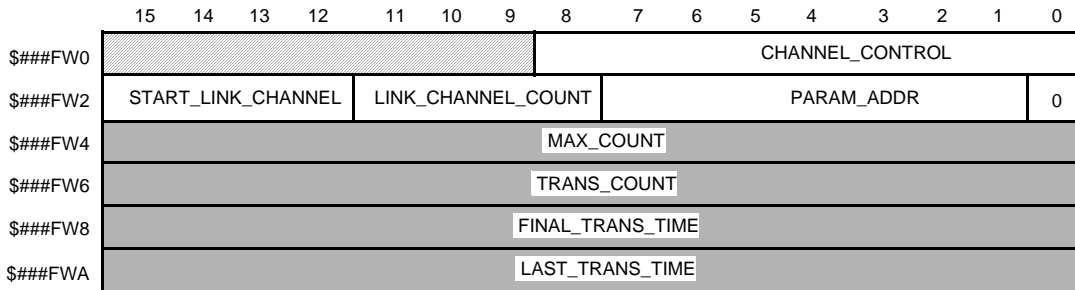 15 14 13 12 11 10 9 8 7 6 5 4 3 2 1 0
$###FW0 CHANNEL_CONTROL
$###FW2 START_LINK_CHANNEL LINK_CHANNEL_COUNT PARAM_ADDR 0
$###FW4 MAX_COUNT
$###FW6 TRANS_COUNT
$###FW8 FINAL_TRANS_TIME
$###FWA LAST_TRANS_TIME